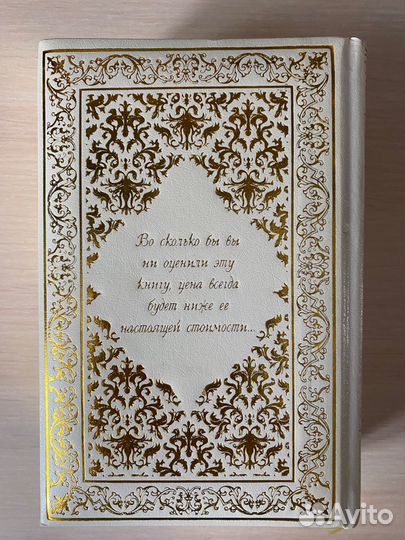 Во сколько бы вы
ни оценили эту
книгу, цена всегда
будет ниже ее
настоящей стоимости...
Avito